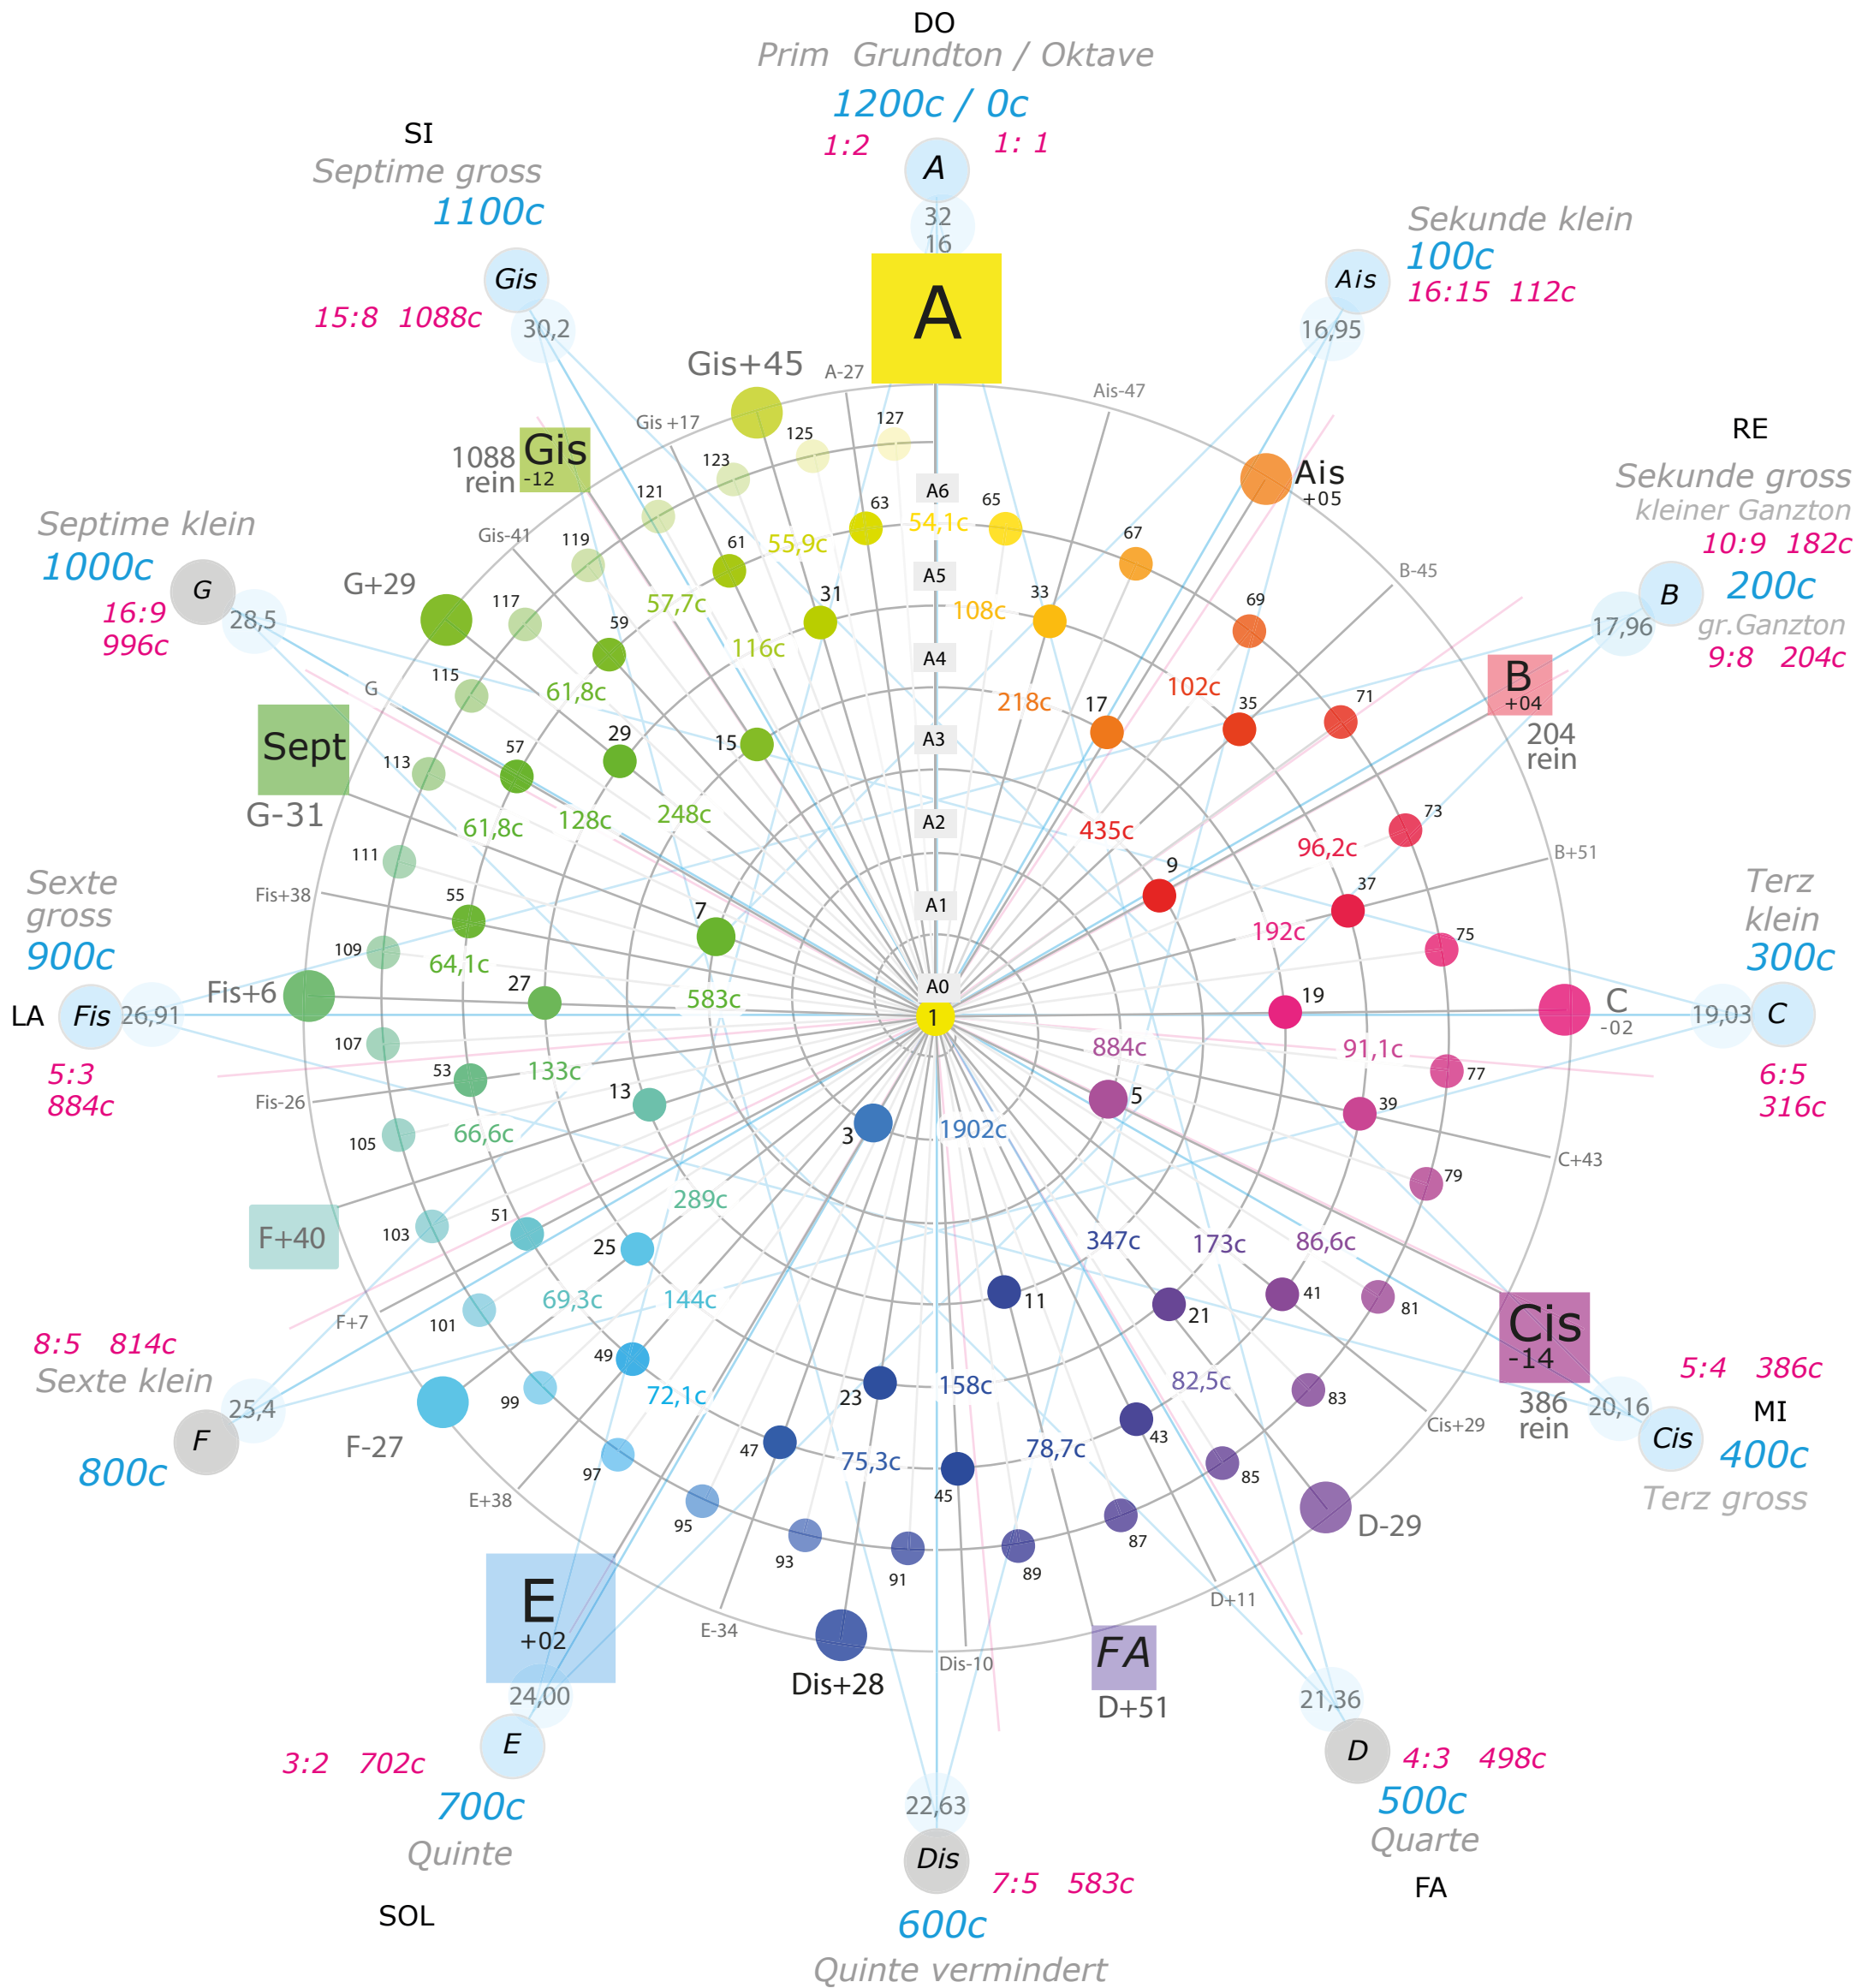 DO
Prim Grundton / Oktave
1200c / 0c
1:2
1: 1
A
32
16
A
SI
Septime gross
1100c
Gis
15:8 1088c
30,2
Sekunde klein
100c
Ais
16:15 112c
16,95
Gis+45
A-27
Ais-47
Gis +17
1088
rein
Gis
-12
Ais
+05
RE
Sekunde gross
kleiner Ganzton
10:9 182c
200c
B
gr.Ganzton
9:8 204c
17,96
Septime klein
1000c
G
16:9
996c
28,5
Gis-41
G+29
B-45
B
+04
204
rein
127
125
123
121
119
117
115
113
111
109
107
105
103
101
99
97
95
93
91
89
87
85
83
81
79
77
75
73
71
69
67
65
63
61
59
57
55
53
51
49
47
45
43
41
39
37
35
33
31
29
27
25
23
21
19
17
15
13
11
9
7
5
3
1
A6
A5
A4
A3
A2
A1
A0
54,1c
55,9c
57,7c
108c
116c
61,8c
218c
102c
248c
128c
61,8c
435c
96,2c
192c
64,1c
583c
884c
91,1c
133c
66,6c
1902c
289c
347c
173c
86,6c
69,3c
144c
72,1c
158c
82,5c
75,3c
78,7c
G
Sept
G-31
B+51
Terz
klein
300c
C
19,03
6:5
316c
C
-02
Sexte
gross
900c
Fis+38
Fis+6
LA
Fis
26,91
5:3
884c
Fis-26
C+43
F+40
F+7
8:5 814c
Sexte klein
F
25,4
800c
F-27
Cis
-14
386
rein
20,16
5:4 386c
MI
Cis
400c
Terz gross
Cis+29
E+38
D-29
E
+02
24,00
E
3:2 702c
700c
Quinte
SOL
E-34
Dis+28
Dis-10
FA
D+51
D+11
21,36
D
4:3 498c
500c
Quarte
FA
22,63
Dis
7:5 583c
600c
Quinte vermindert